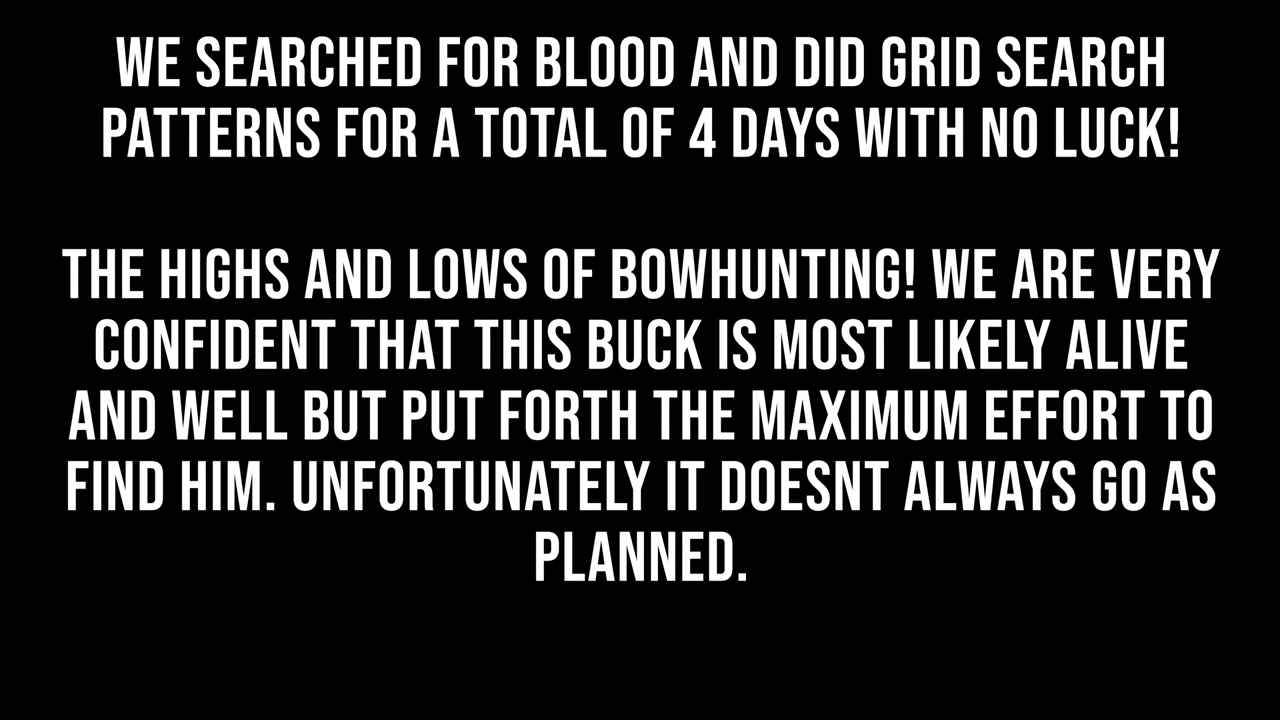 WE SEARCHED FOR BLOOD AND DID GRID SEARCH
PATTERNS FOR A TOTAL OF 4 DAYS WITH NO LUCK!
THE HIGHS AND LOWS OF BOWHUNTING! WE ARE VERY
CONFIDENT THAT THIS BUCK IS MOST LIKELY ALIVE
AND WELL BUT PUT FORTH THE MAXIMUM EFFORT TO
FIND HIM. UNFORTUNATELY IT DOESNT ALWAYS GO AS
PLANNED.